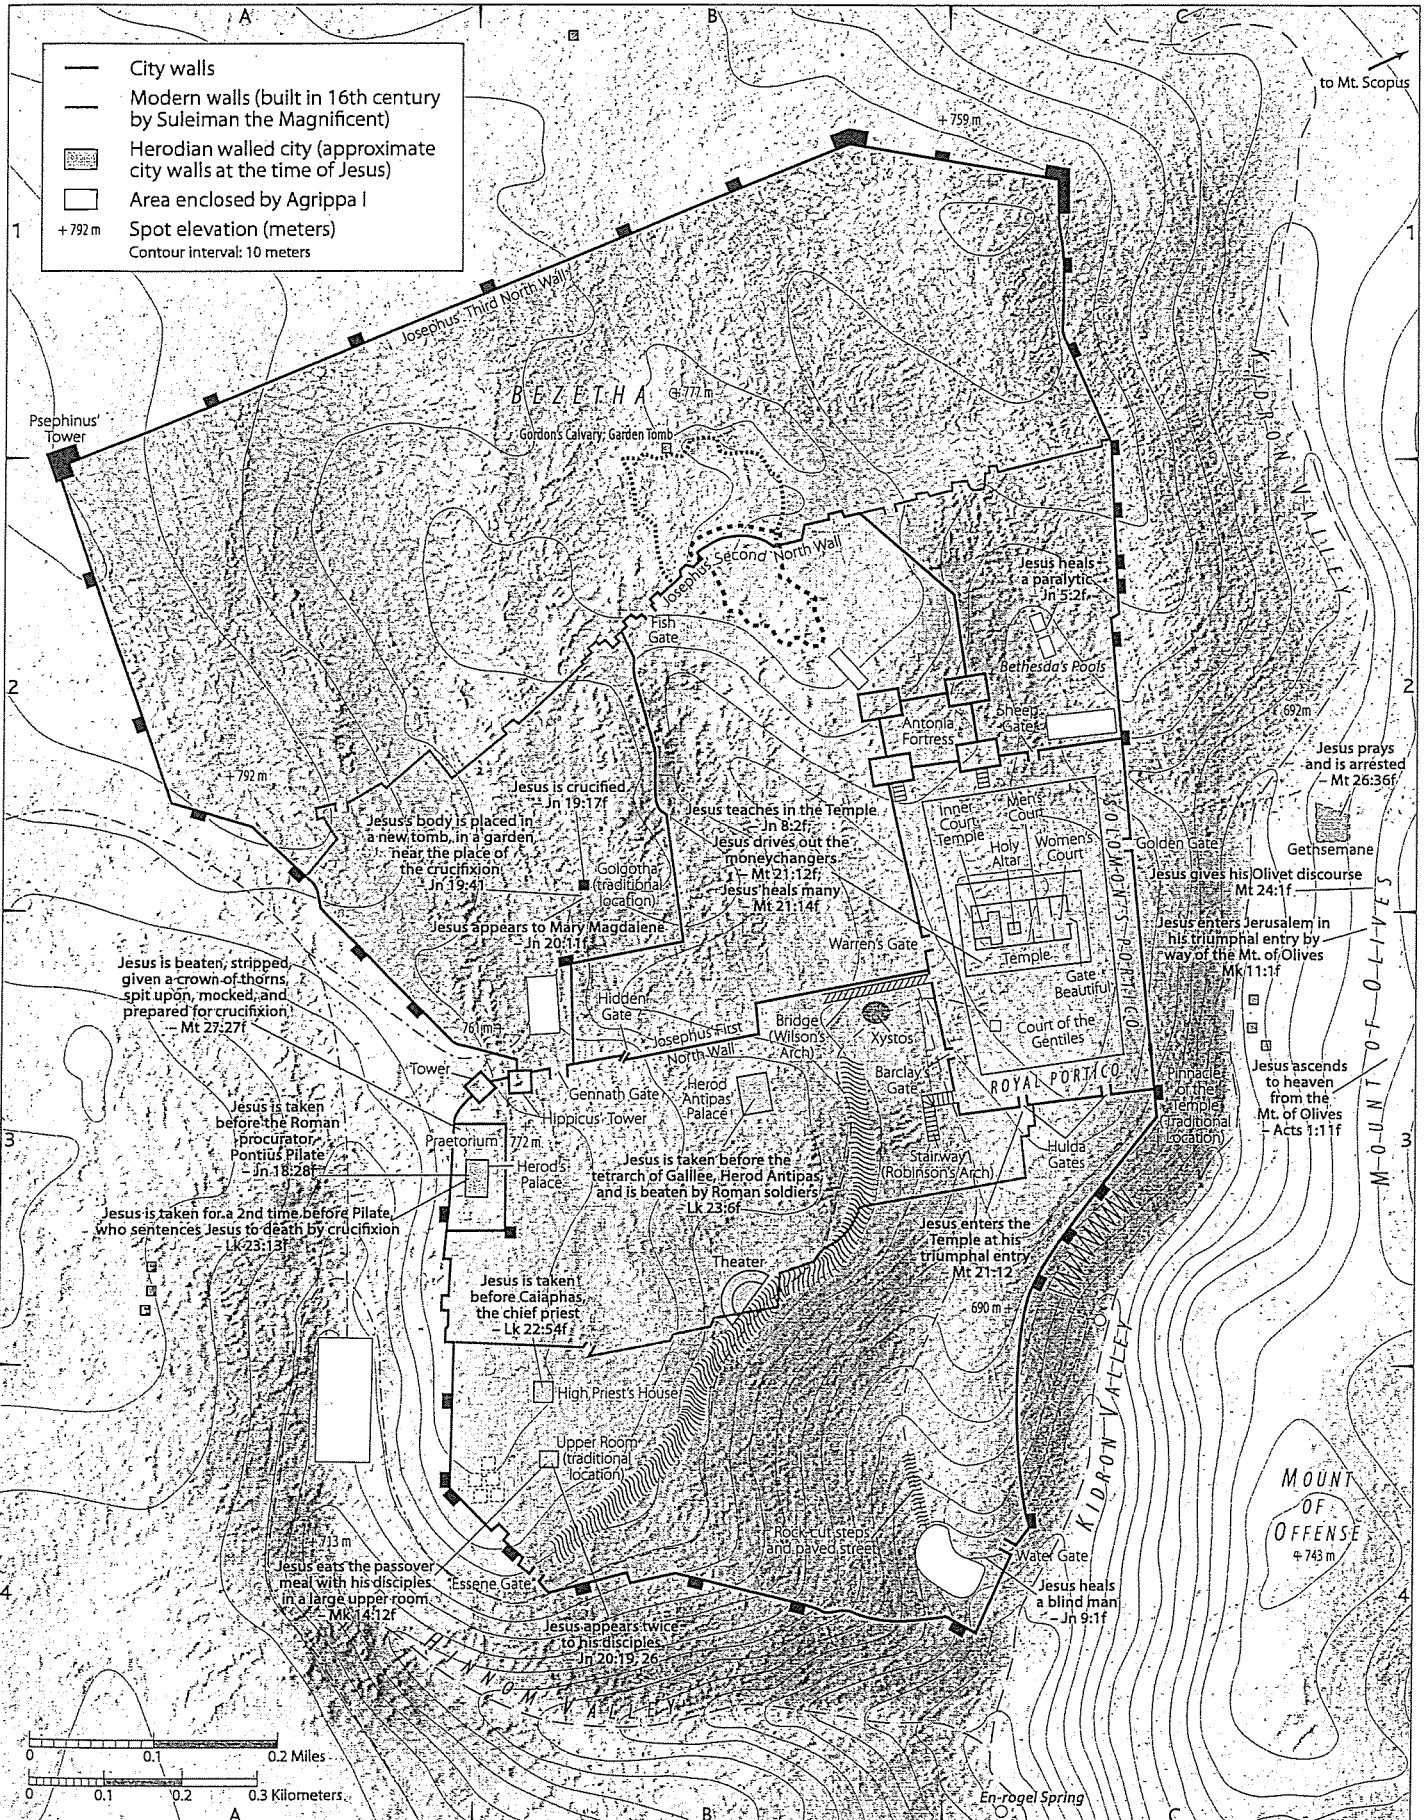 A
B
C
City walls
Modern walls (built in 16th century
by Suleiman the Magnificent)
Herodian walled city (approximate
city walls at the time of Jesus)
Area enclosed by Agrippa I
+792 m
Spot elevation (meters)
Contour interval: 10 meters
to Mt. Scopus
+759 m
1
1
Josephus' Third North Wall
BEZETHA
+777 m
Psephinus'
Tower
Gordon's Calvary; Garden Tomb
KIDRON VALLEY
Josephus' Second North Wall
Jesus heals
a paralytic
– Jn 5:2f
Fish
Gate
Bethesda's Pools
2
2
Antonia
Fortress
Sheep
Gate
692m
Jesus prays
and is arrested
– Mt 26:36f
+792 m
Jesus is crucified
– Jn 19:17f
Jesus's body is placed in
a new tomb, in a garden,
near the place of
the crucifixion
– Jn 19:41
Jesus teaches in the Temple
Jn 8:2f;
Jesus drives out the
moneychangers
– Mt 21:12f;
Jesus heals many
– Mt 21:14f
Inner
Court
Temple
Men's
Court
Holy
Altar
Women's
Court
SOLOMON'S PORTICO
Golden Gate
Gethsemane
Golgotha
(traditional
location)
Jesus gives his Olivet discourse
Mt 24:1f
Jesus appears to Mary Magdalene
– Jn 20:11f
Warren's Gate
Temple
Jesus enters Jerusalem in
his triumphal entry by
way of the Mt. of Olives
Mk 11:1f
MOUNT OF OLIVES
Jesus is beaten, stripped,
given a crown of thorns,
spit upon, mocked, and
prepared for crucifixion
– Mt 27:27f
Gate
Beautiful
Hidden
Gate
761 m
Josephus First
North Wall
Bridge
(Wilson's
Arch)
Xystos
Court of the
Gentiles
Tower
Gennath Gate
Herod
Antipas'
Palace
Barclay
Gate
ROYAL PORTICO
Pinnacle
of the
Temple
(Traditional
Location)
Jesus ascends
to heaven
from the
Mt. of Olives
– Acts 1:11f
Hippicus' Tower
Jesus is taken
before the Roman
procurator,
Pontius Pilate
– Jn 18:28f
3
3
Praetorium
772 m
Herod's
Palace
Jesus is taken before the
tetrarch of Galilee, Herod Antipas,
and is beaten by Roman soldiers
Lk 23:6f
Stairway
(Robinson's Arch)
Hulda
Gates
Jesus is taken for a 2nd time before Pilate,
who sentences Jesus to death by crucifixion
– Lk 23:13f
Jesus enters the
Temple at his
triumphal entry
Mt 21:12
Theater
Jesus is taken
before Caiaphas,
the chief priest
– Lk 22:54f
690 m +
High Priest's House
KIDRON VALLEY
Upper Room
(traditional
location)
MOUNT
OF
OFFENSE
+743 m
Rock-cut steps
and paved street
+713 m
Jesus eats the passover
meal with his disciples
in a large upper room
– Mk 14:12f
Essene Gate
Water Gate
Jesus heals
a blind man
– Jn 9:1f
4
4
Jesus appears twice
to his disciples
Jn 20:19, 26
HINNOM VALLEY
0
0.1
0.2 Miles
0
0.1
0.2
0.3 Kilometers
En-rogel Spring
A
B
C